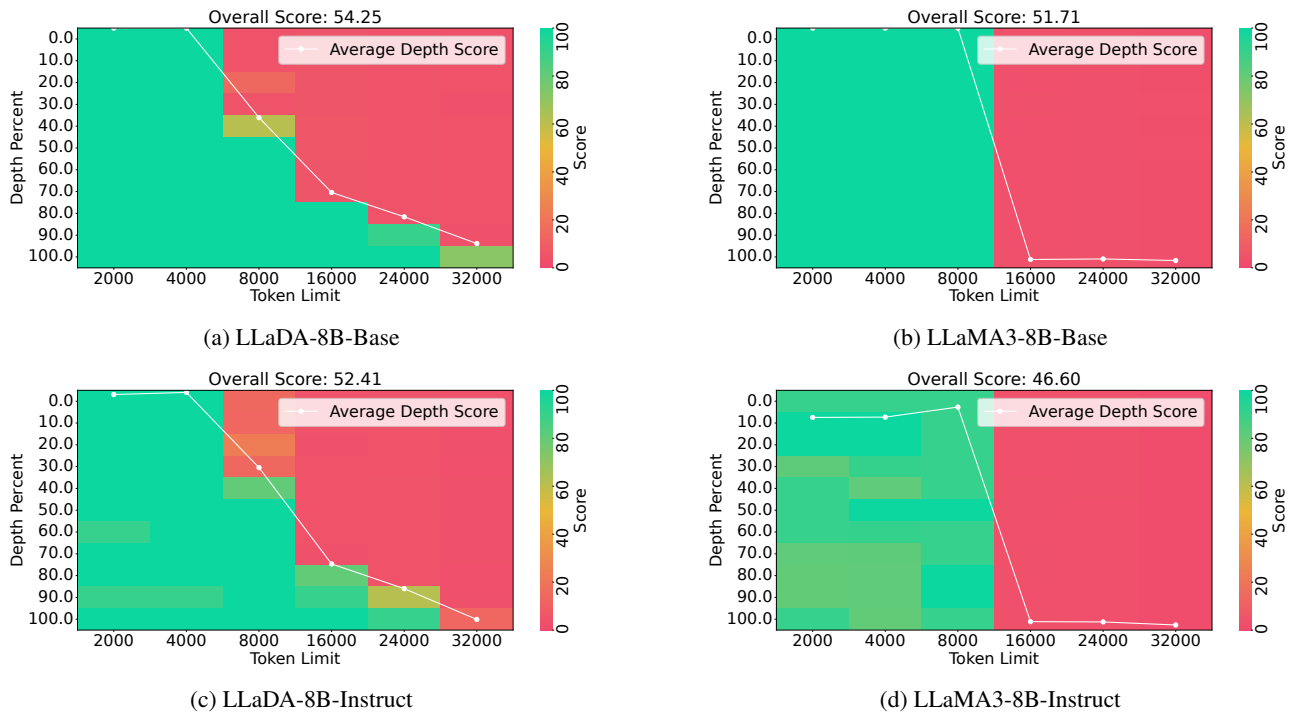 Overall Score: 54.25
Average Depth Score
Depth Percent
0.0
10.0
20.0
30.0
40.0
50.0
60.0
70.0
80.0
90.0
100.0
2000 4000 8000 16000 24000 32000
Token Limit
100
80
60
40
20
0
Score
(a) LLaDA-8B-Base
Overall Score: 51.71
Average Depth Score
Depth Percent
0.0
10.0
20.0
30.0
40.0
50.0
60.0
70.0
80.0
90.0
100.0
2000 4000 8000 16000 24000 32000
Token Limit
100
80
60
40
20
0
Score
(b) LLaMA3-8B-Base
Overall Score: 52.41
Average Depth Score
Depth Percent
0.0
10.0
20.0
30.0
40.0
50.0
60.0
70.0
80.0
90.0
100.0
2000 4000 8000 16000 24000 32000
Token Limit
100
80
60
40
20
0
Score
(c) LLaDA-8B-Instruct
Overall Score: 46.60
Average Depth Score
Depth Percent
0.0
10.0
20.0
30.0
40.0
50.0
60.0
70.0
80.0
90.0
100.0
2000 4000 8000 16000 24000 32000
Token Limit
100
80
60
40
20
0
Score
(d) LLaMA3-8B-Instruct